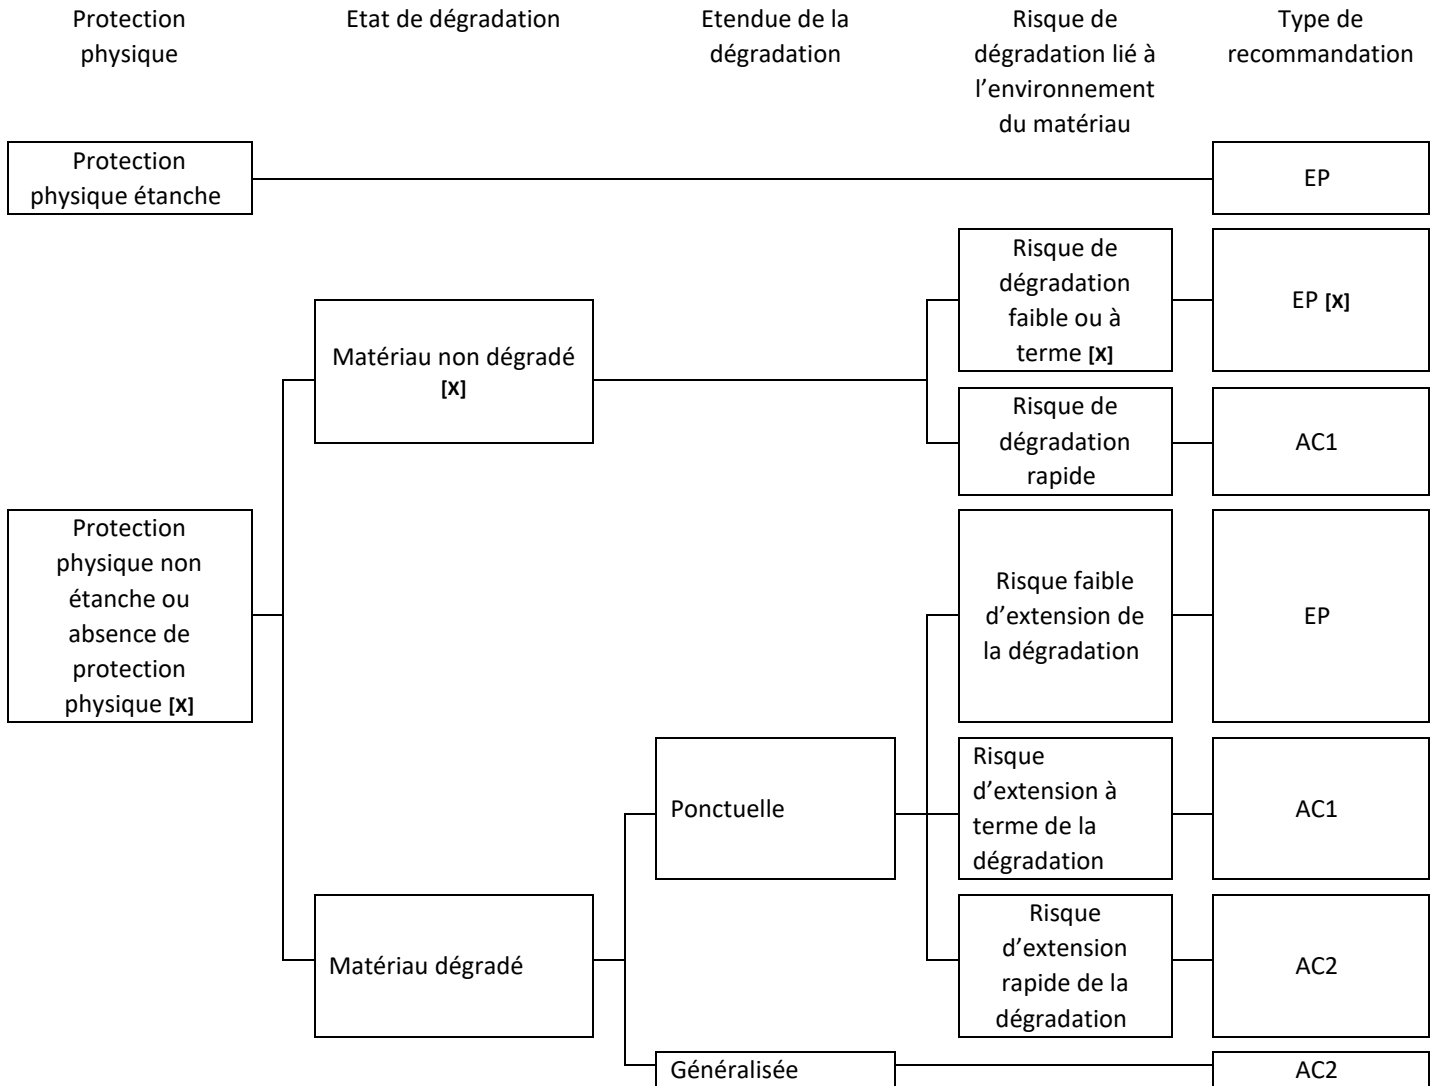 Protection
physique
Etat de dégradation
Etendue de la
dégradation
Risque de
dégradation lié à
l’environnement
du matériau
Type de
recommandation
Protection
physique étanche
EP
Risque de
dégradation
faible ou à
terme [X]
EP [X]
Matériau non dégradé
[X]
Risque de
dégradation
rapide
AC1
Protection
physique non
étanche ou
absence de
protection
physique [X]
Risque faible
d’extension de
la dégradation
EP
Ponctuelle
Risque
d’extension à
terme de la
dégradation
AC1
Matériau dégradé
Risque
d’extension
rapide de la
dégradation
AC2
Généralisée
AC2